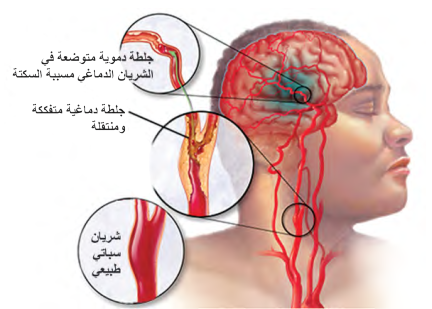 جلطة دموية متوضعة في
الشريان الدماغي مسببة السكتة
جلطة دماغية متفككة
ومنتقلة
شريان
سباتي
طبيعي